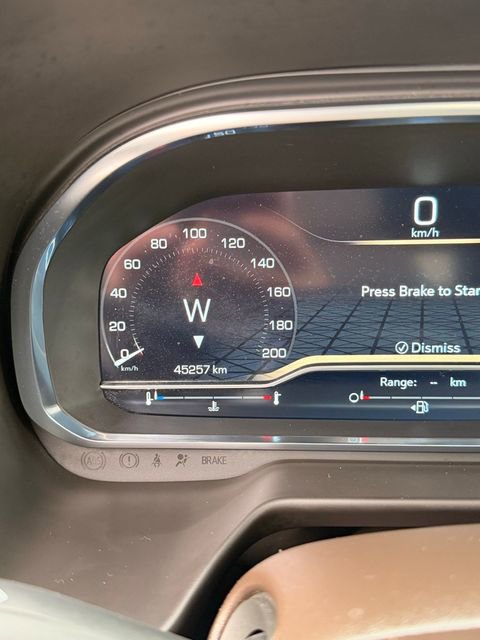 0
km/h
100
80
120
60
140
40
160
W
20
180
0
200
km/h
45257 km
Press Brake to Star
Dismiss
Range: -- km
ABS
BRAKE